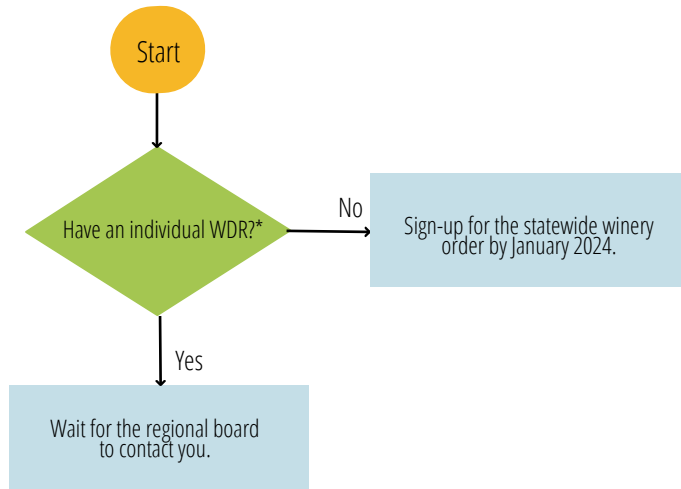 Start
Have an individual WDR?*
No
Sign-up for the statewide winery
order by January 2024.
Yes
Wait for the regional board
to contact you.